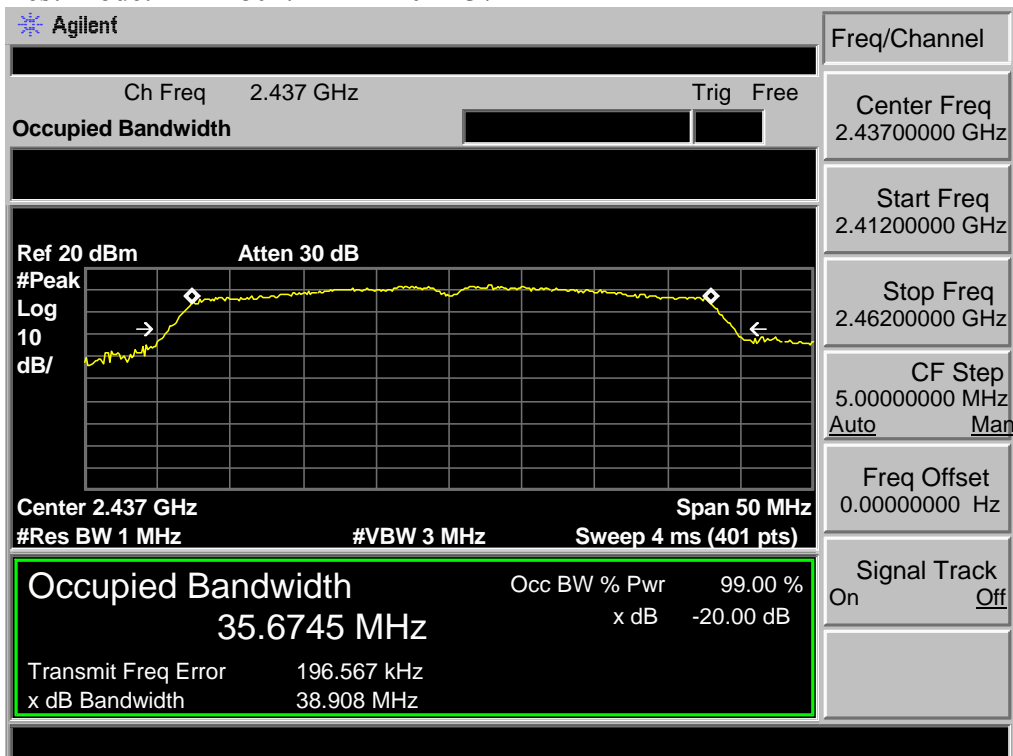 Agilent
Freq/Channel
Ch Freq 2.437 GHz Trig Free
Occupied Bandwidth
Center Freq
2.43700000 GHz
Start Freq
2.41200000 GHz
Ref 20 dBm Atten 30 dB
#Peak
Log
10
dB/
Stop Freq
2.46200000 GHz
CF Step
5.00000000 MHz
Auto Man
Center 2.437 GHz Span 50 MHz
#Res BW 1 MHz #VBW 3 MHz Sweep 4 ms (401 pts)
Freq Offset
0.00000000 Hz
Occupied Bandwidth
35.6745 MHz
Occ BW % Pwr 99.00 %
x dB -20.00 dB
Transmit Freq Error 196.567 kHz
x dB Bandwidth 38.908 MHz
Signal Track
On Off